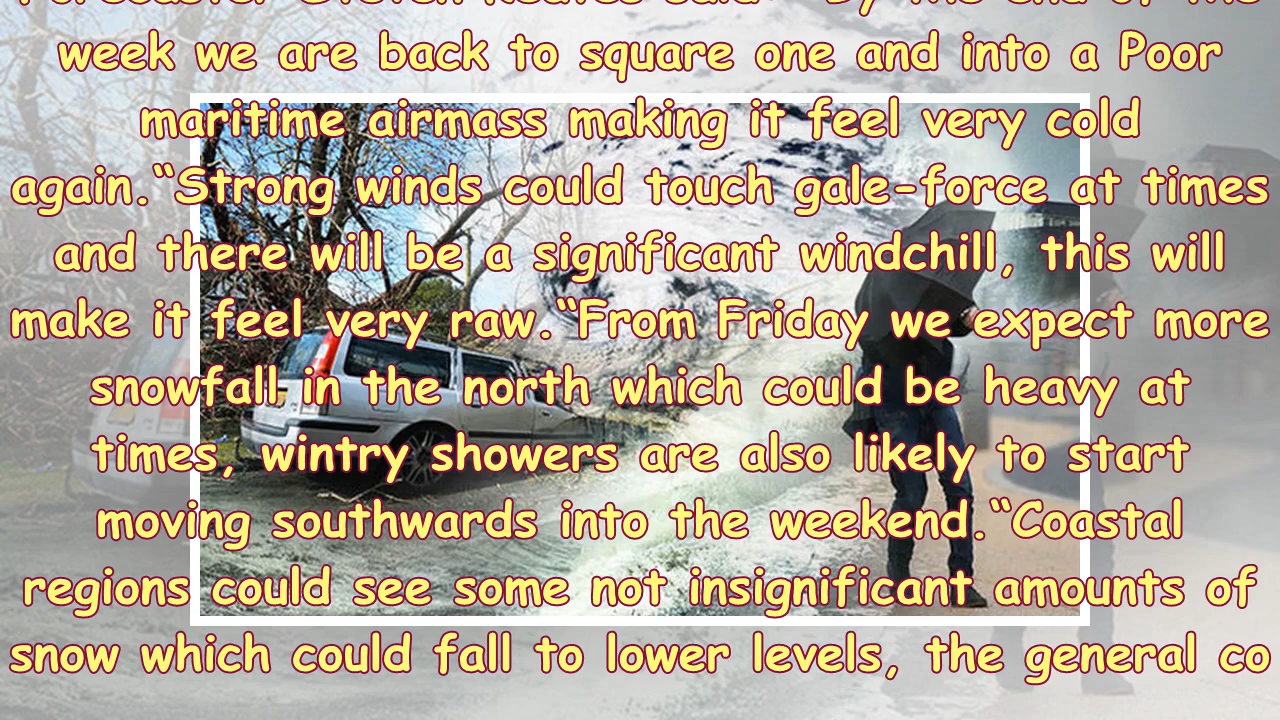 week we are back to square one and into a Poor
maritime airmass making it feel very cold
again.“Strong winds could touch gale-force at times
and there will be a significant windchill, this will
make it feel very raw.“From Friday we expect more
snowfall in the north which could be heavy at
times, wintry showers are also likely to start
moving southwards into the weekend.“Coastal
regions could see some not insignificant amounts of
snow which could fall to lower levels, the general co